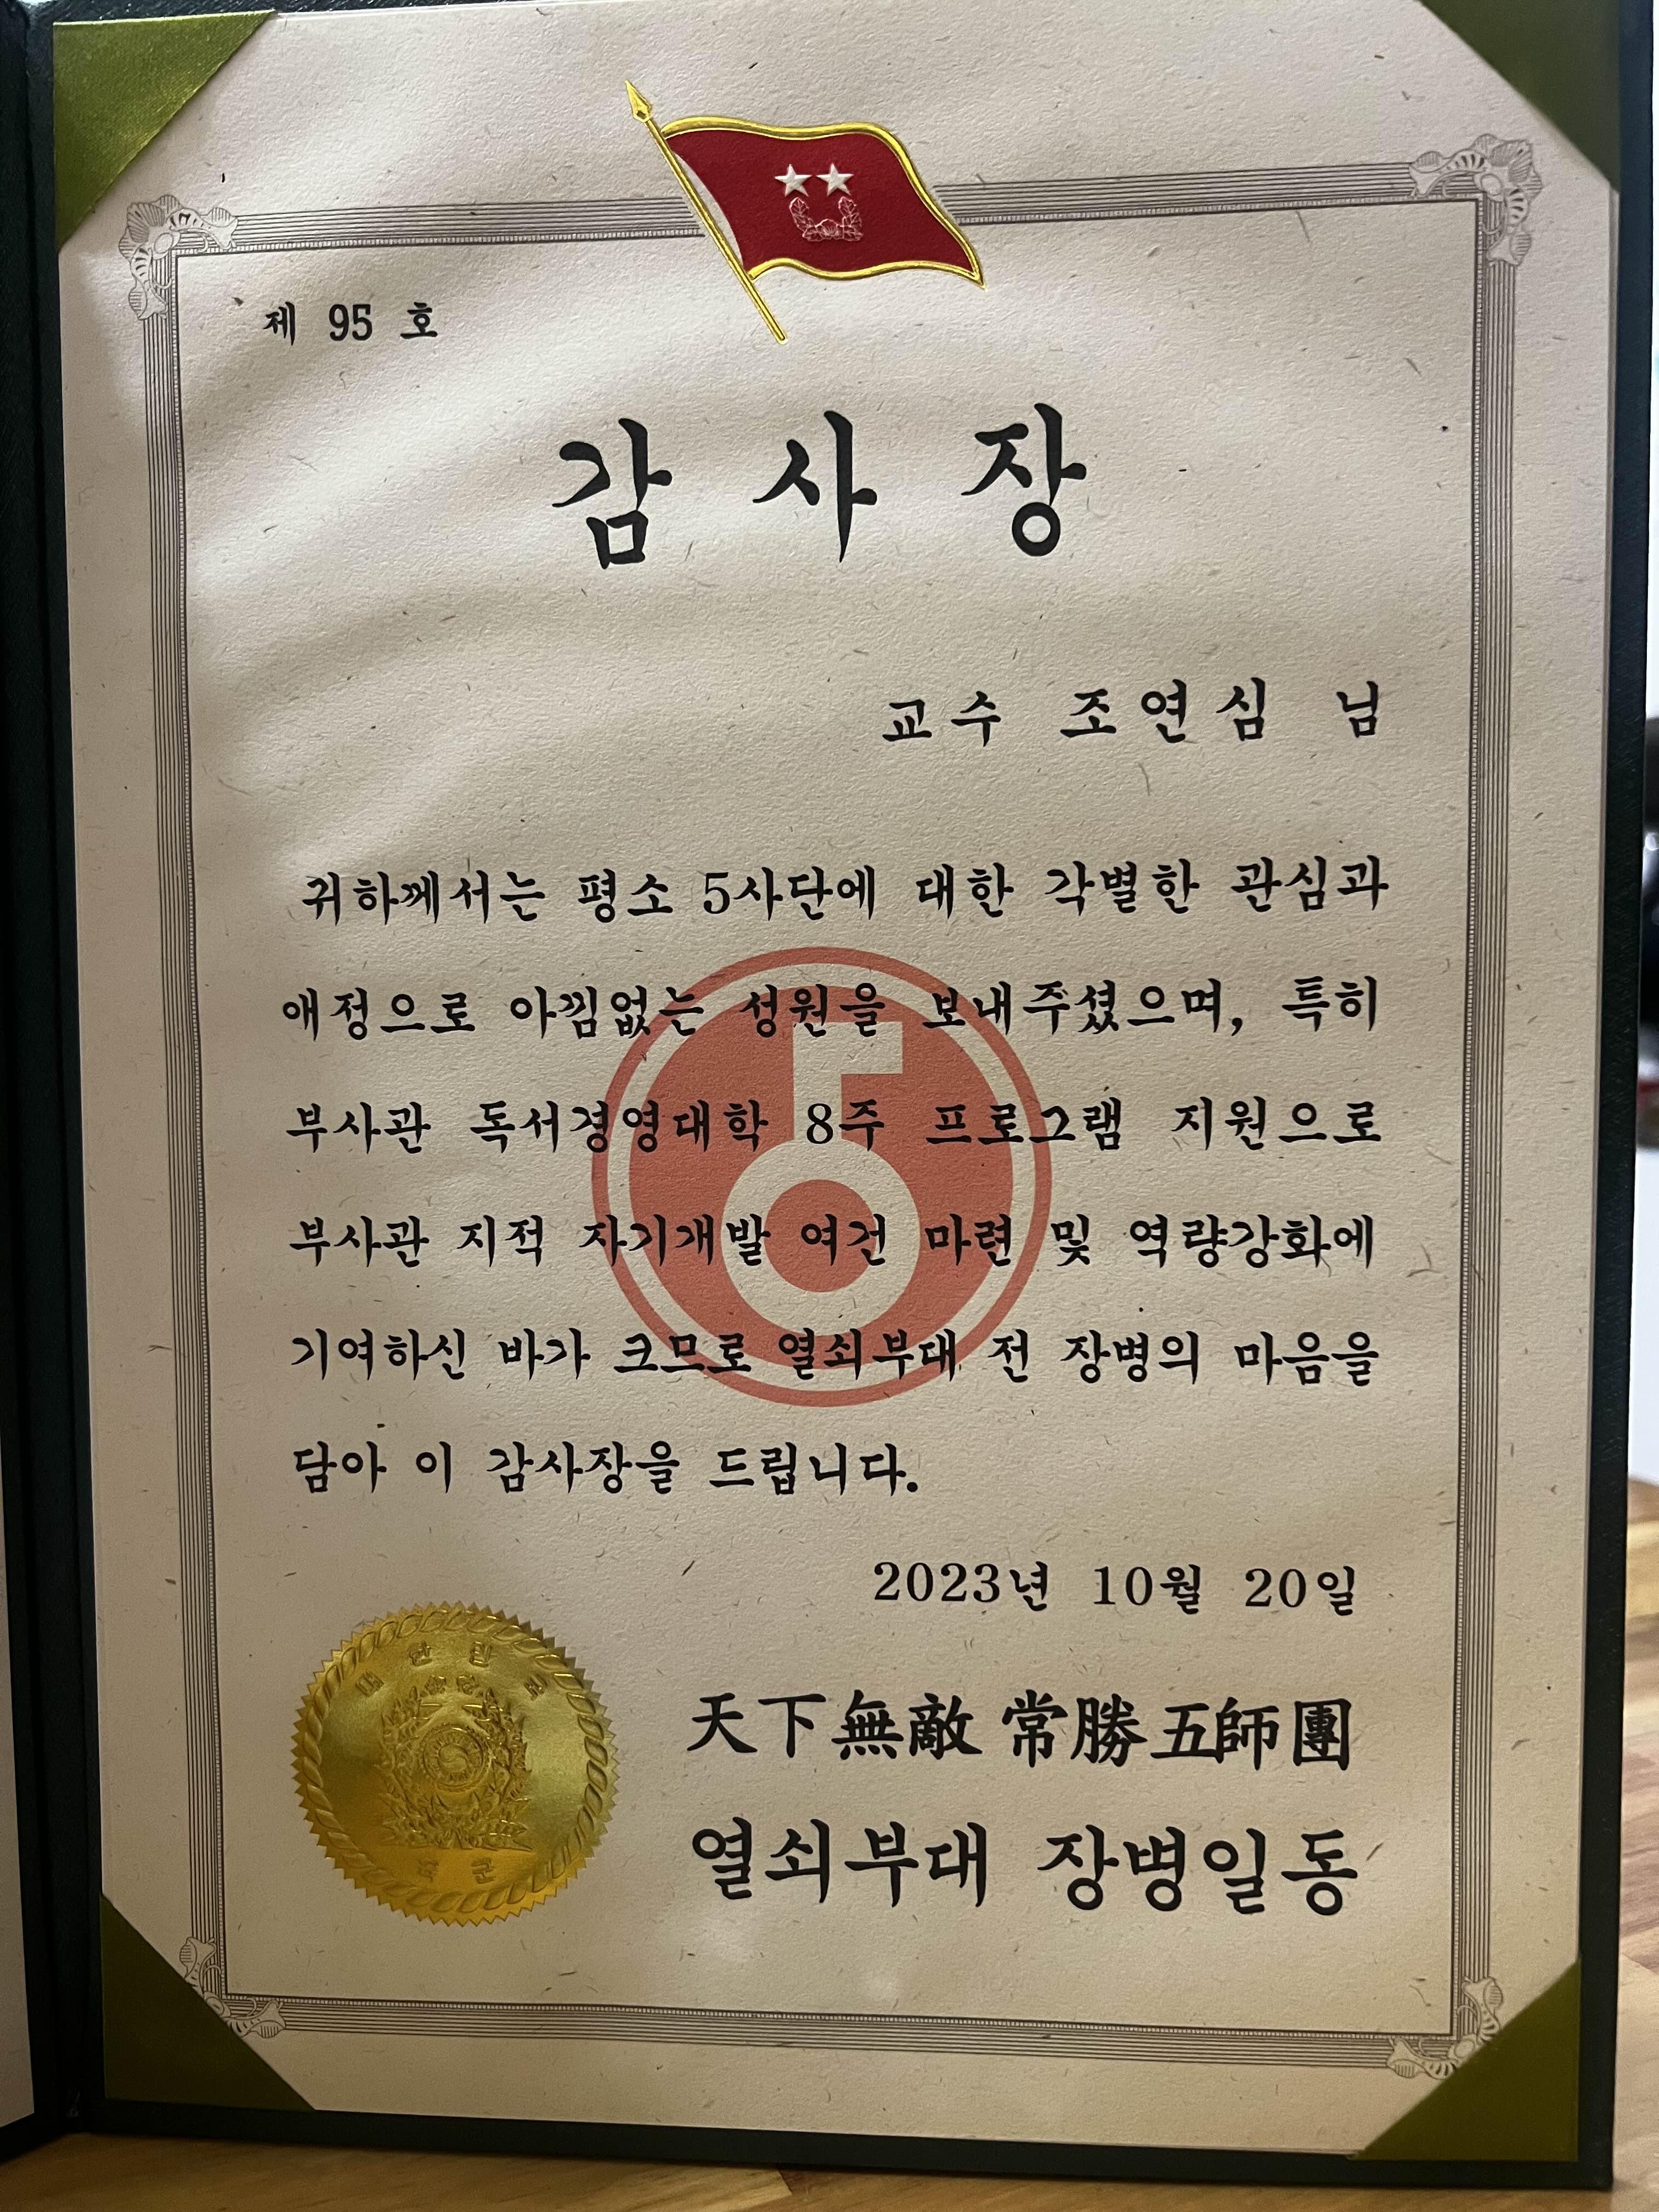 제 95 호
감 사 장
교수 조연심 님
귀하께서는 평소 5사단에 대한 각별한 관심과
애정으로 아낌없는 성원을 보내주셨으며, 특히
부사관 독서경영대학 8주 프로그램 지원으로
부사관 지적 자기개발 여건 마련 및 역량강화에
기여하신 바가 크므로 열쇠부대 전 장병의 마음을
담아 이 감사장을 드립니다.
2023년 10월 20일
天下無敵 常勝五師團
열쇠부대 장병일동
대한민국
육군